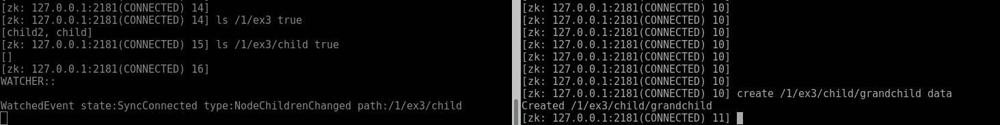 [zk: 127.0.0.1:2181(CONNECTED) 14]
[zk: 127.0.0.1:2181(CONNECTED) 14] ls /1/ex3 true
[child2, child]
[zk: 127.0.0.1:2181(CONNECTED) 15] ls /1/ex3/child true
[]
[zk: 127.0.0.1:2181(CONNECTED) 16]
WATCHER::
WatchedEvent state:SyncConnected type:NodeChildrenChanged path:/1/ex3/child
[zk: 127.0.0.1:2181(CONNECTED) 10]
[zk: 127.0.0.1:2181(CONNECTED) 10]
[zk: 127.0.0.1:2181(CONNECTED) 10]
[zk: 127.0.0.1:2181(CONNECTED) 10]
[zk: 127.0.0.1:2181(CONNECTED) 10]
[zk: 127.0.0.1:2181(CONNECTED) 10]
[zk: 127.0.0.1:2181(CONNECTED) 10]
[zk: 127.0.0.1:2181(CONNECTED) 10] create /1/ex3/child/grandchild data
Created /1/ex3/child/grandchild
[zk: 127.0.0.1:2181(CONNECTED) 11]